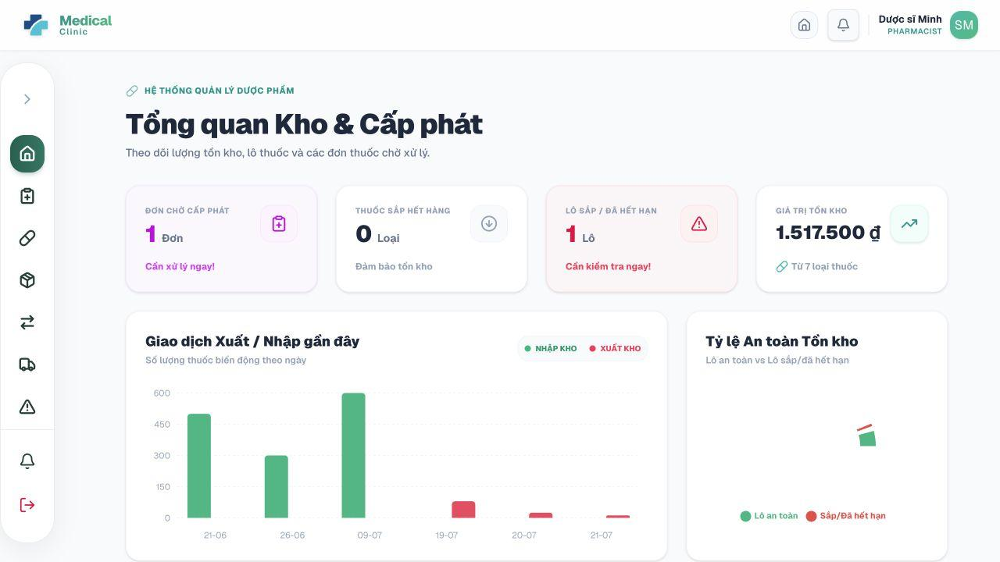 Medical
Clinic
Dược sĩ Minh
PHARMACIST
SM
HỆ THỐNG QUẢN LÝ DƯỢC PHẨM
Tổng quan Kho & Cấp phát
Theo dõi lượng tồn kho, lô thuốc và các đơn thuốc chờ xử lý.
ĐƠN CHỜ CẤP PHÁT
1 Đơn
Cần xử lý ngay!
THUỐC SẮP HẾT HÀNG
0 Loại
Đảm bảo tồn kho
LÔ SẮP / ĐÃ HẾT HẠN
1 Lô
Cần kiểm tra ngay!
GIÁ TRỊ TỒN KHO
1.517.500 ₫
Từ 7 loại thuốc
Giao dịch Xuất / Nhập gần đây
Số lượng thuốc biến động theo ngày
NHẬP KHO
XUẤT KHO
600
450
300
150
0
21-06
26-06
09-07
19-07
20-07
21-07
Tỷ lệ An toàn Tồn kho
Lô an toàn vs Lô sắp/đã hết hạn
Lô an toàn
Sắp/Đã hết hạn